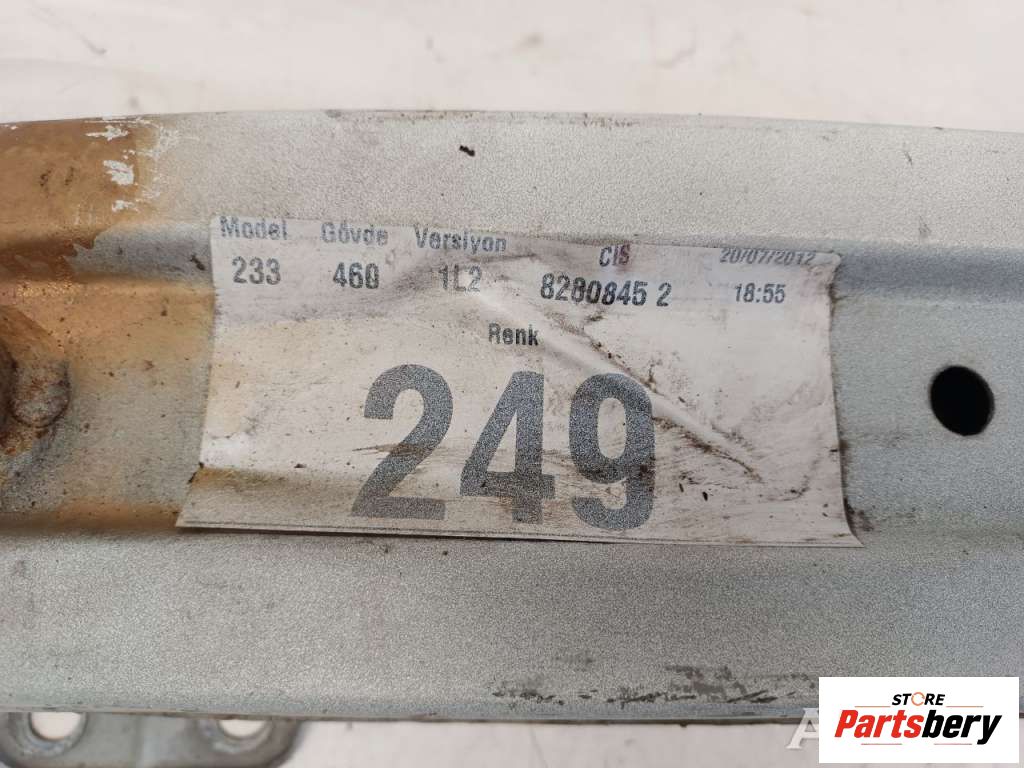 Model Gövde Versiyon CIS 20/07/2012
233 460 1L2 8280845 2 18:55
Renk
249
STORE
Partsbery